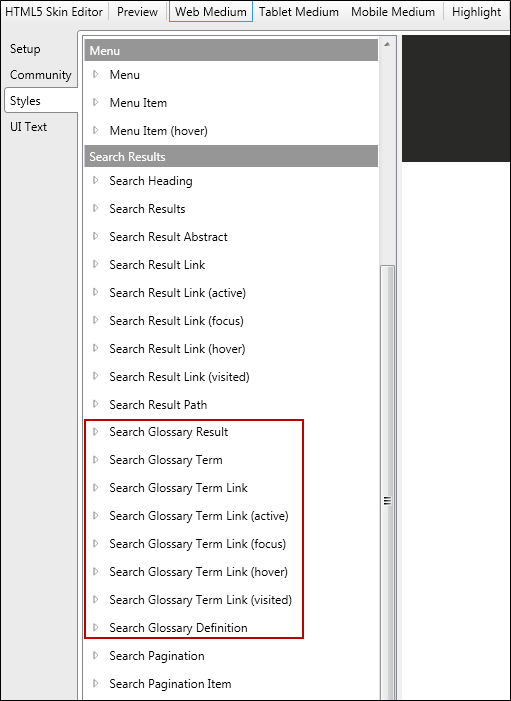 HTML5 Skin Editor Preview Web Medium Tablet Medium Mobile Medium Highlight
Setup
Community
Styles
UI Text
Menu
Menu
Menu Item
Menu Item (hover)
Search Results
Search Heading
Search Results
Search Result Abstract
Search Result Link
Search Result Link (active)
Search Result Link (focus)
Search Result Link (hover)
Search Result Link (visited)
Search Result Path
Search Glossary Result
Search Glossary Term
Search Glossary Term Link
Search Glossary Term Link (active)
Search Glossary Term Link (focus)
Search Glossary Term Link (hover)
Search Glossary Term Link (visited)
Search Glossary Definition
Search Pagination
Search Pagination Item